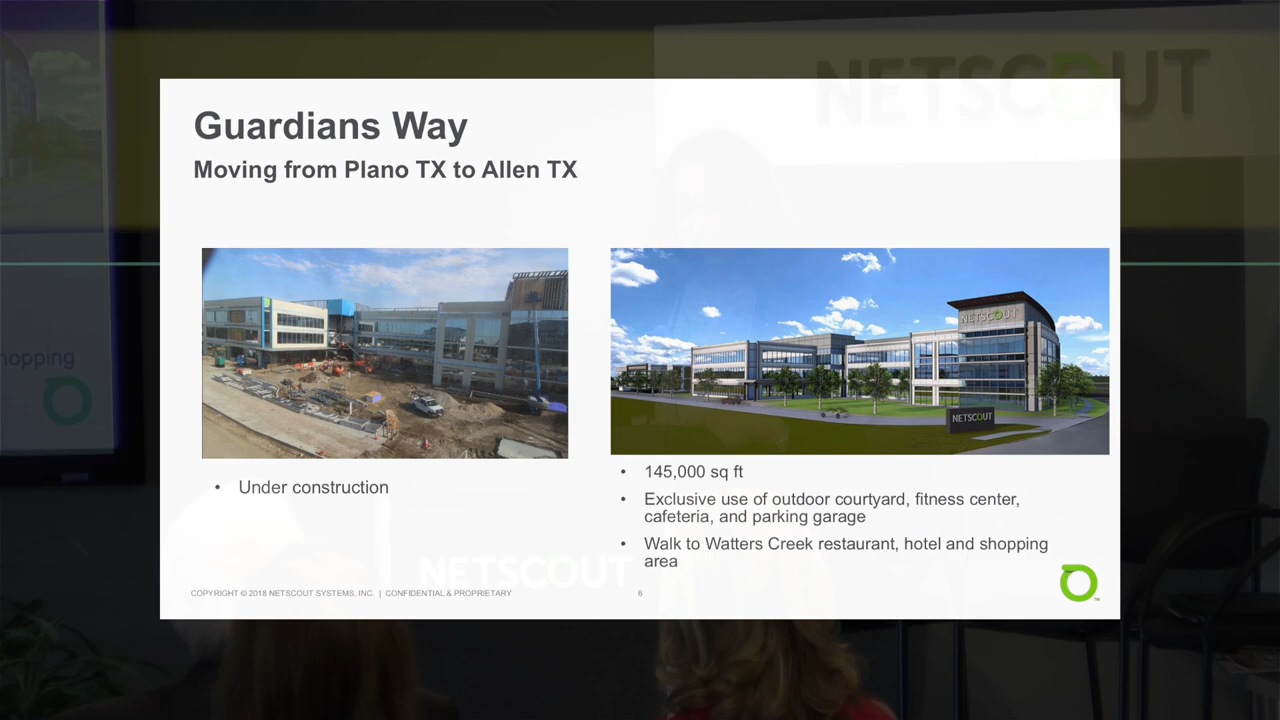 NETSCOUT
Guardians Way
Moving from Plano TX to Allen TX
NETSCOUT
NETSCOUT
• Under construction
• 145,000 sq ft
• Exclusive use of outdoor courtyard, fitness center,
cafeteria, and parking garage
• Walk to Watters Creek restaurant, hotel and shopping
area
hopping
NETSCOUT
COPYRIGHT © 2018 NETSCOUT SYSTEMS, INC. | CONFIDENTIAL & PROPRIETARY
6
TM